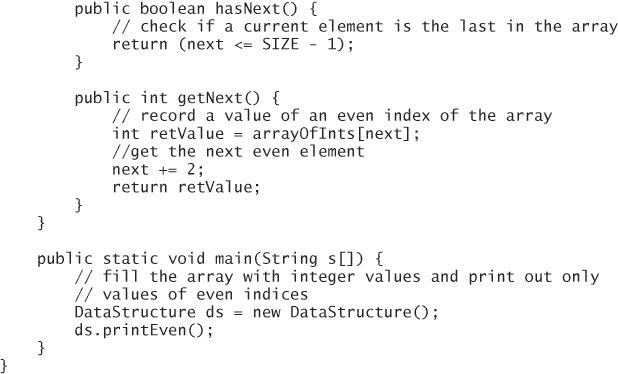 public boolean hasNext() {
            // check if a current element is the last in the array
            return (next <= SIZE - 1);
        }

        public int getNext() {
            // record a value of an even index of the array
            int retValue = arrayOfInts[next];
            //get the next even element
            next += 2;
            return retValue;
        }
    }

    public static void main(String s[]) {
        // fill the array with integer values and print out only
        // values of even indices
        DataStructure ds = new DataStructure();
        ds.printEven();
    }
}